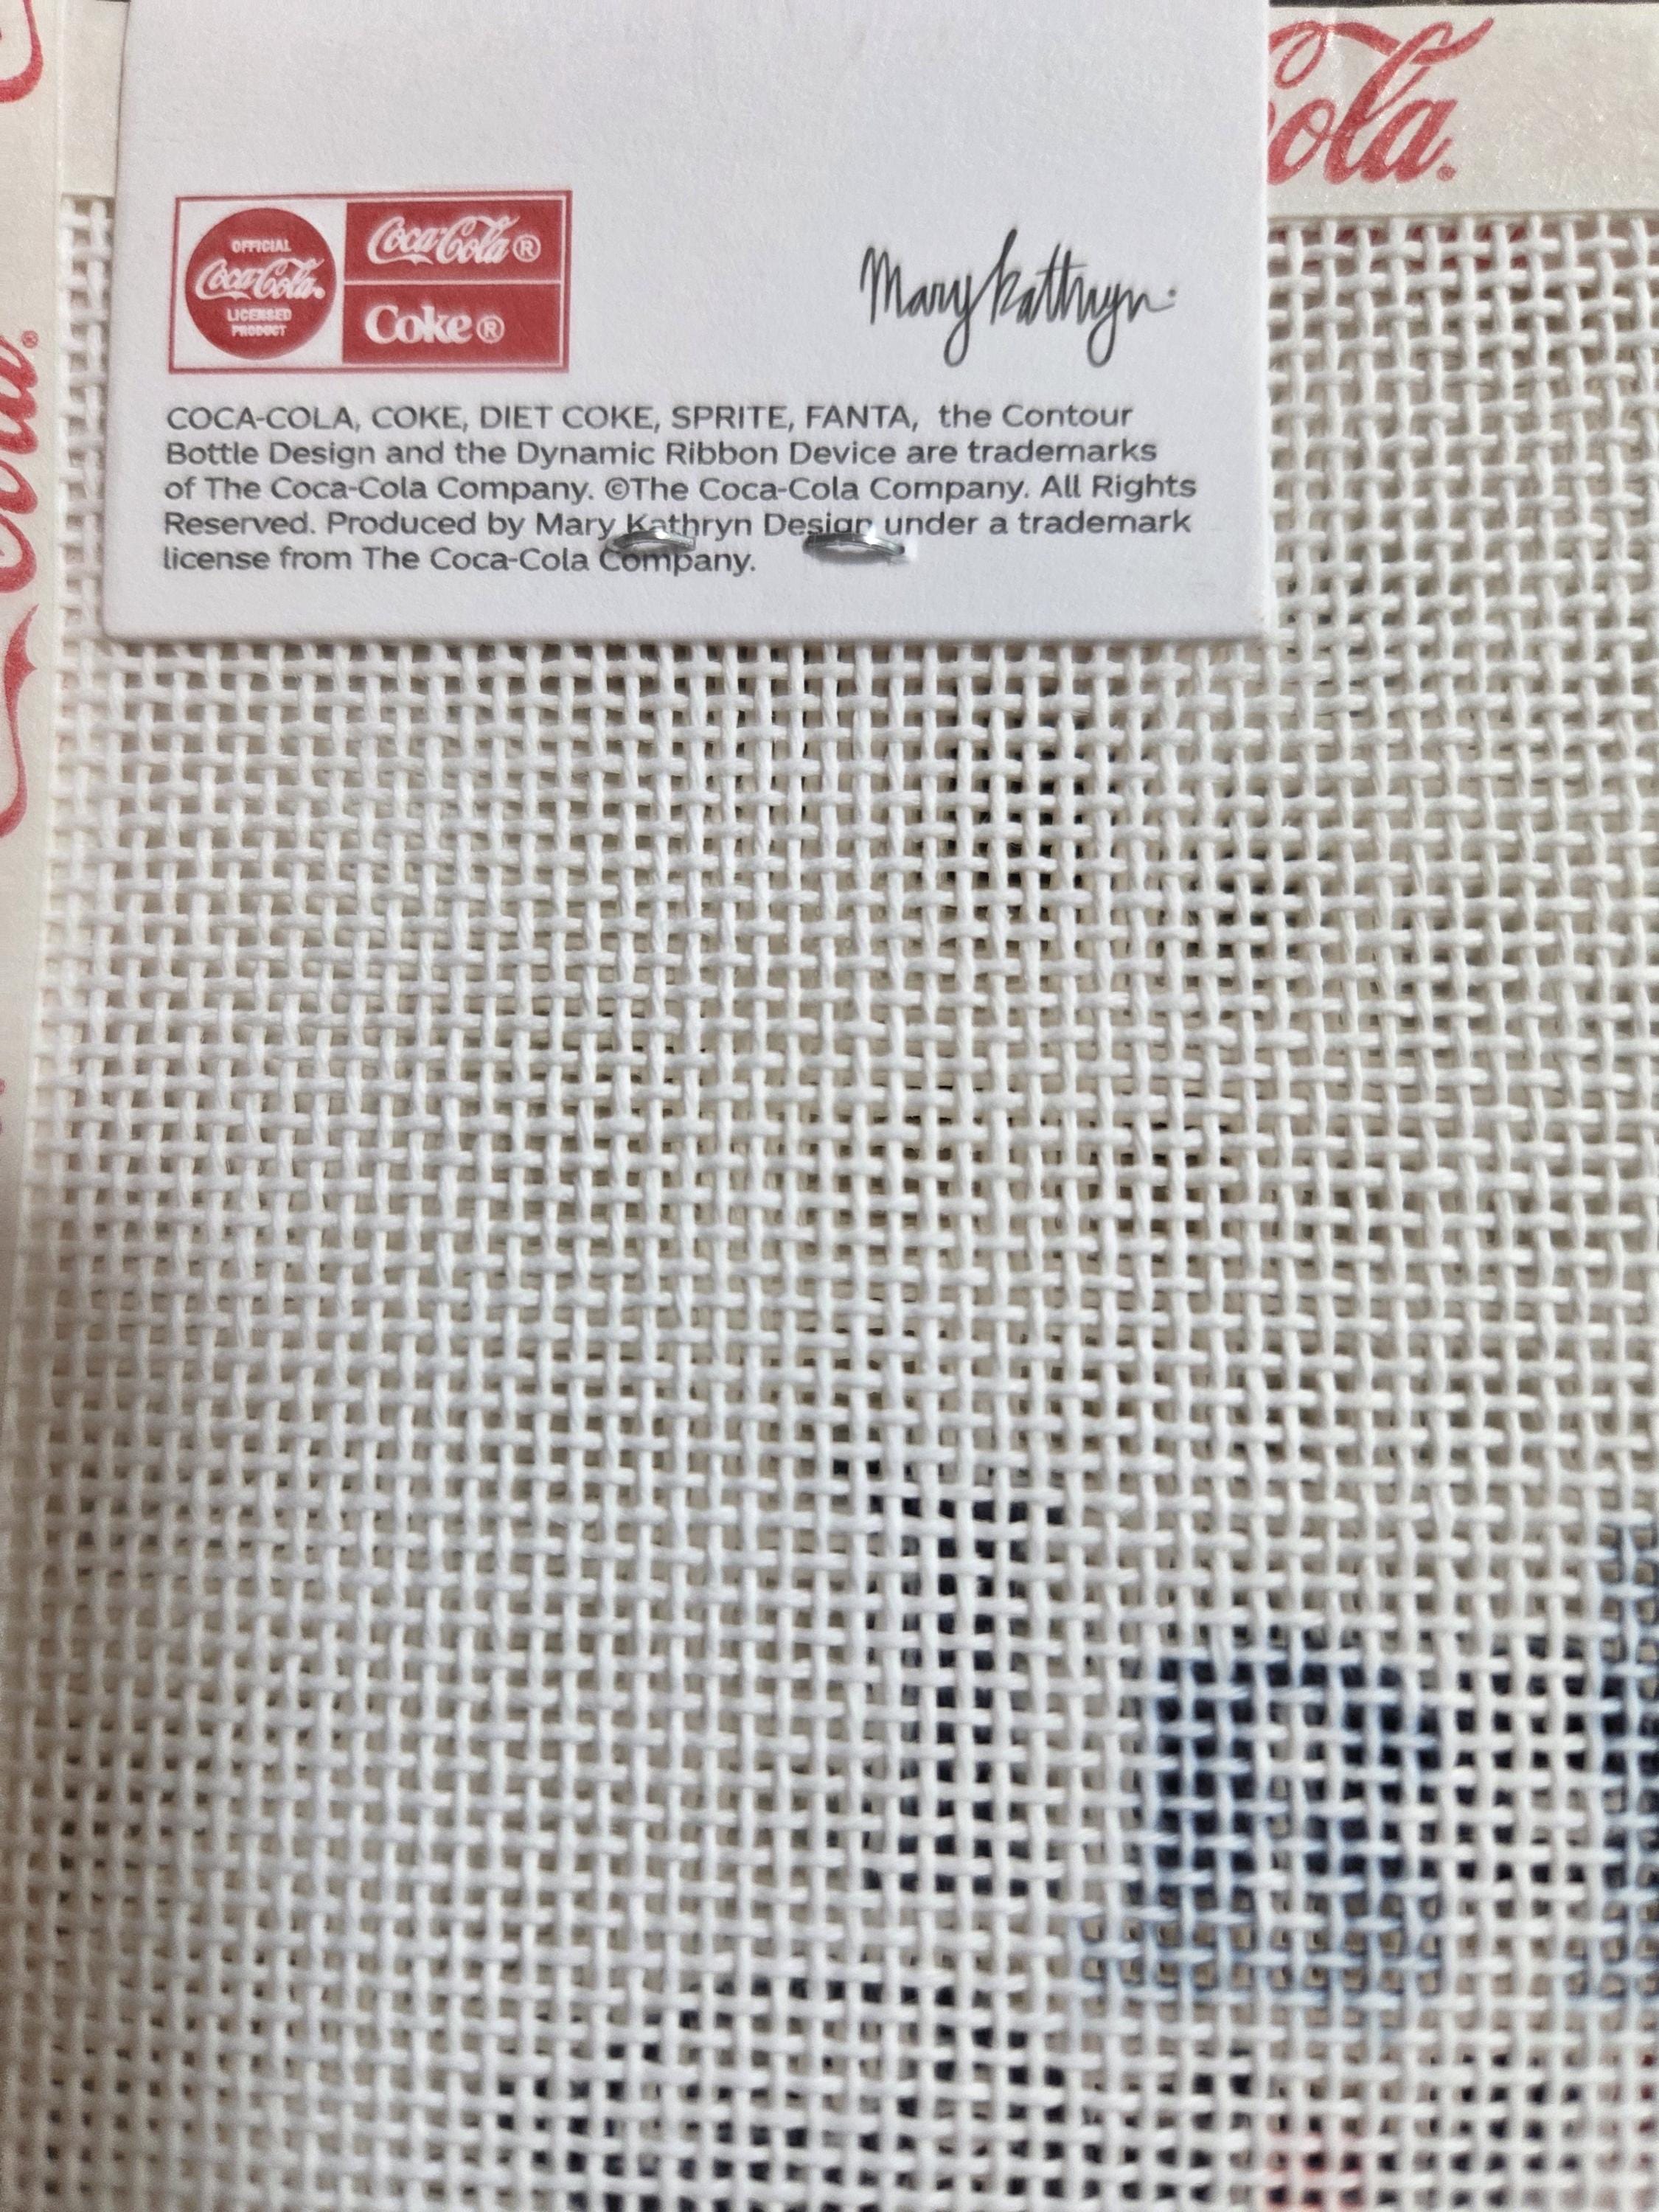 Cola®
OFFICIAL
Coca-Cola®
LICENSED
PRODUCT
Coca-Cola®
Coke®
Mary Kathryn.
COCA-COLA, COKE, DIET COKE, SPRITE, FANTA, the Contour
Bottle Design and the Dynamic Ribbon Device are trademarks
of The Coca-Cola Company. ©The Coca-Cola Company. All Rights
Reserved. Produced by Mary Kathryn Design under a trademark
license from The Coca-Cola Company.
Cola®